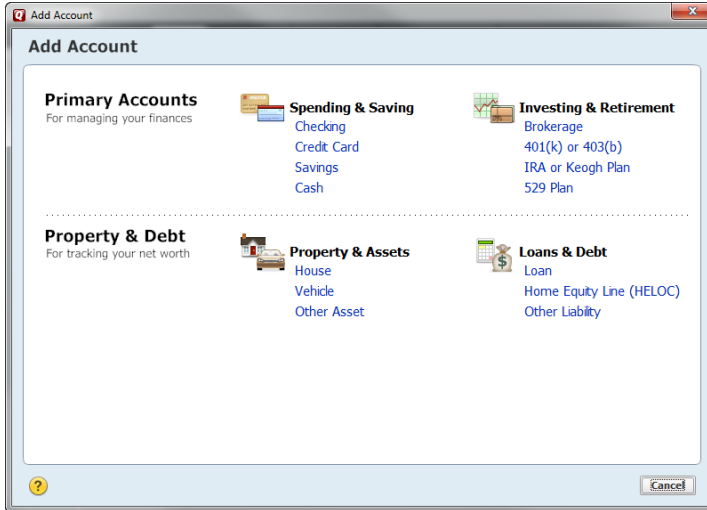 Add Account
Add Account
Primary Accounts
For managing your finances
Spending & Saving
Checking
Credit Card
Savings
Cash
Investing & Retirement
Brokerage
401(k) or 403(b)
IRA or Keogh Plan
529 Plan
Property & Debt
For tracking your net worth
Property & Assets
House
Vehicle
Other Asset
Loans & Debt
Loan
Home Equity Line (HELOC)
Other Liability
?
Cancel